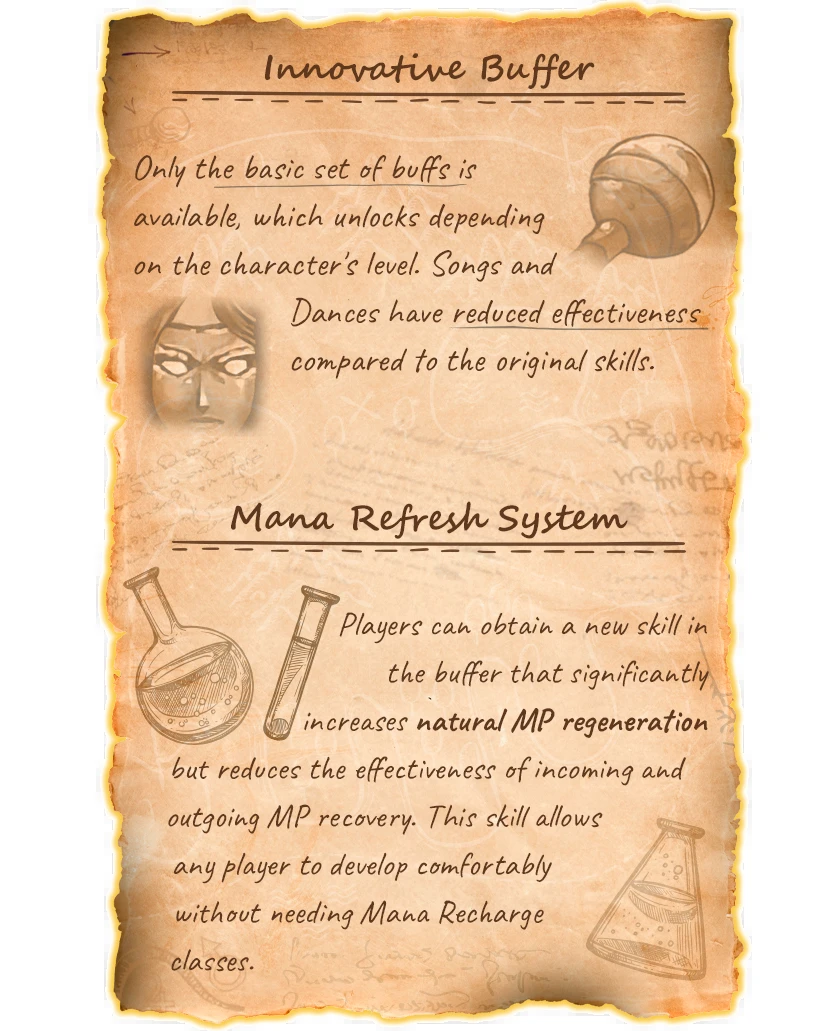 Innovative Buffer
Only the basic set of buffs is
available, which unlocks depending
on the character's level. Songs and
Dances have reduced effectiveness
compared to the original skills.
Mana Refresh System
Players can obtain a new skill in
the buffer that significantly
increases natural MP regeneration
but reduces the effectiveness of incoming and
outgoing MP recovery. This skill allows
any player to develop comfortably
without needing Mana Recharge
classes.